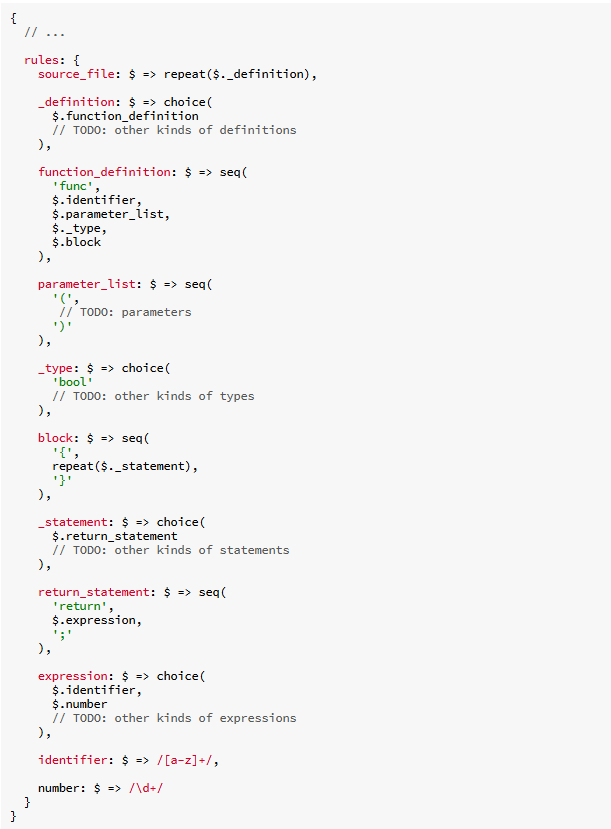 {
  // ...

  rules: {
    source_file: $ => repeat($._definition),

    _definition: $ => choice(
      $.function_definition
      // TODO: other kinds of definitions
    ),

    function_definition: $ => seq(
      'func',
      $.identifier,
      $.parameter_list,
      $._type,
      $.block
    ),

    parameter_list: $ => seq(
      '(',
       // TODO: parameters
      ')'
    ),

    _type: $ => choice(
      'bool'
      // TODO: other kinds of types
    ),

    block: $ => seq(
      '{',
      repeat($._statement),
      '}'
    ),

    _statement: $ => choice(
      $.return_statement
      // TODO: other kinds of statements
    ),

    return_statement: $ => seq(
      'return',
      $.expression,
      ';'
    ),

    expression: $ => choice(
      $.identifier,
      $.number
      // TODO: other kinds of expressions
    ),

    identifier: $ => /[a-z]+/,

    number: $ => /\d+/
  }
}